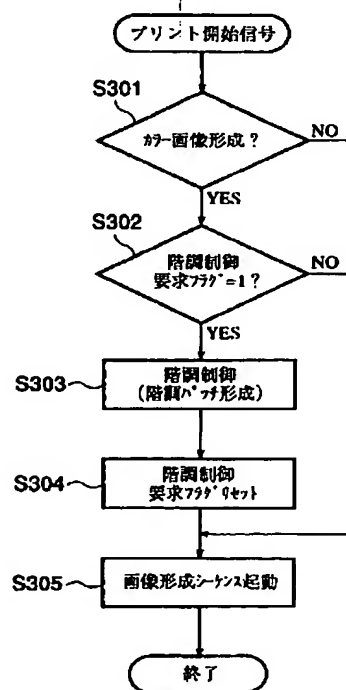 プリント開始信号
S301
カラー画像形成？
NO
YES
S302
階調制御
要求フラグ=1？
NO
YES
S303
階調制御
(階調パッチ形成)
S304
階調制御
要求フラグリセット
S305
画像形成シーケンス起動
終了